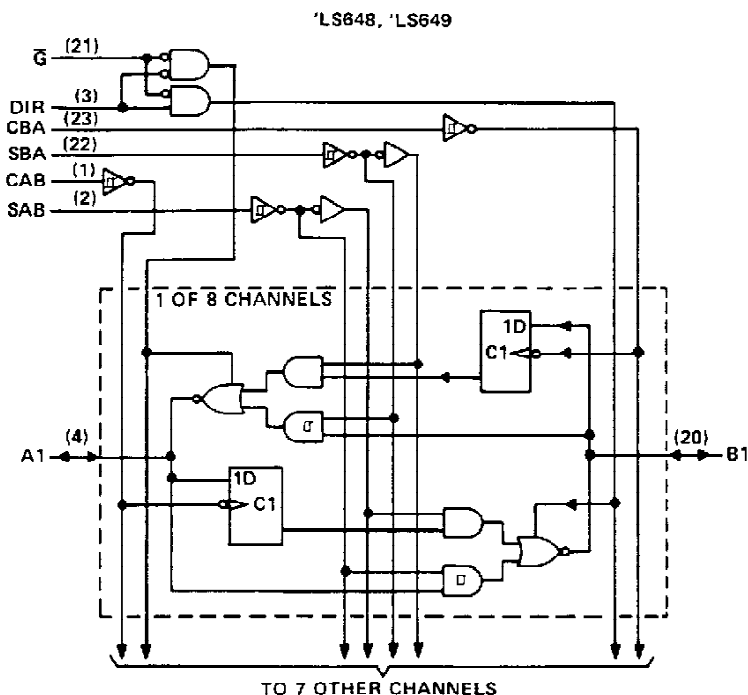 'LS648, 'LS649
G̅ (21)
DIR (3)
CBA (23)
SBA (22)
CAB (1)
SAB (2)
1 OF 8 CHANNELS
1D
C1
A1 (4)
(20) B1
1D
C1
TO 7 OTHER CHANNELS